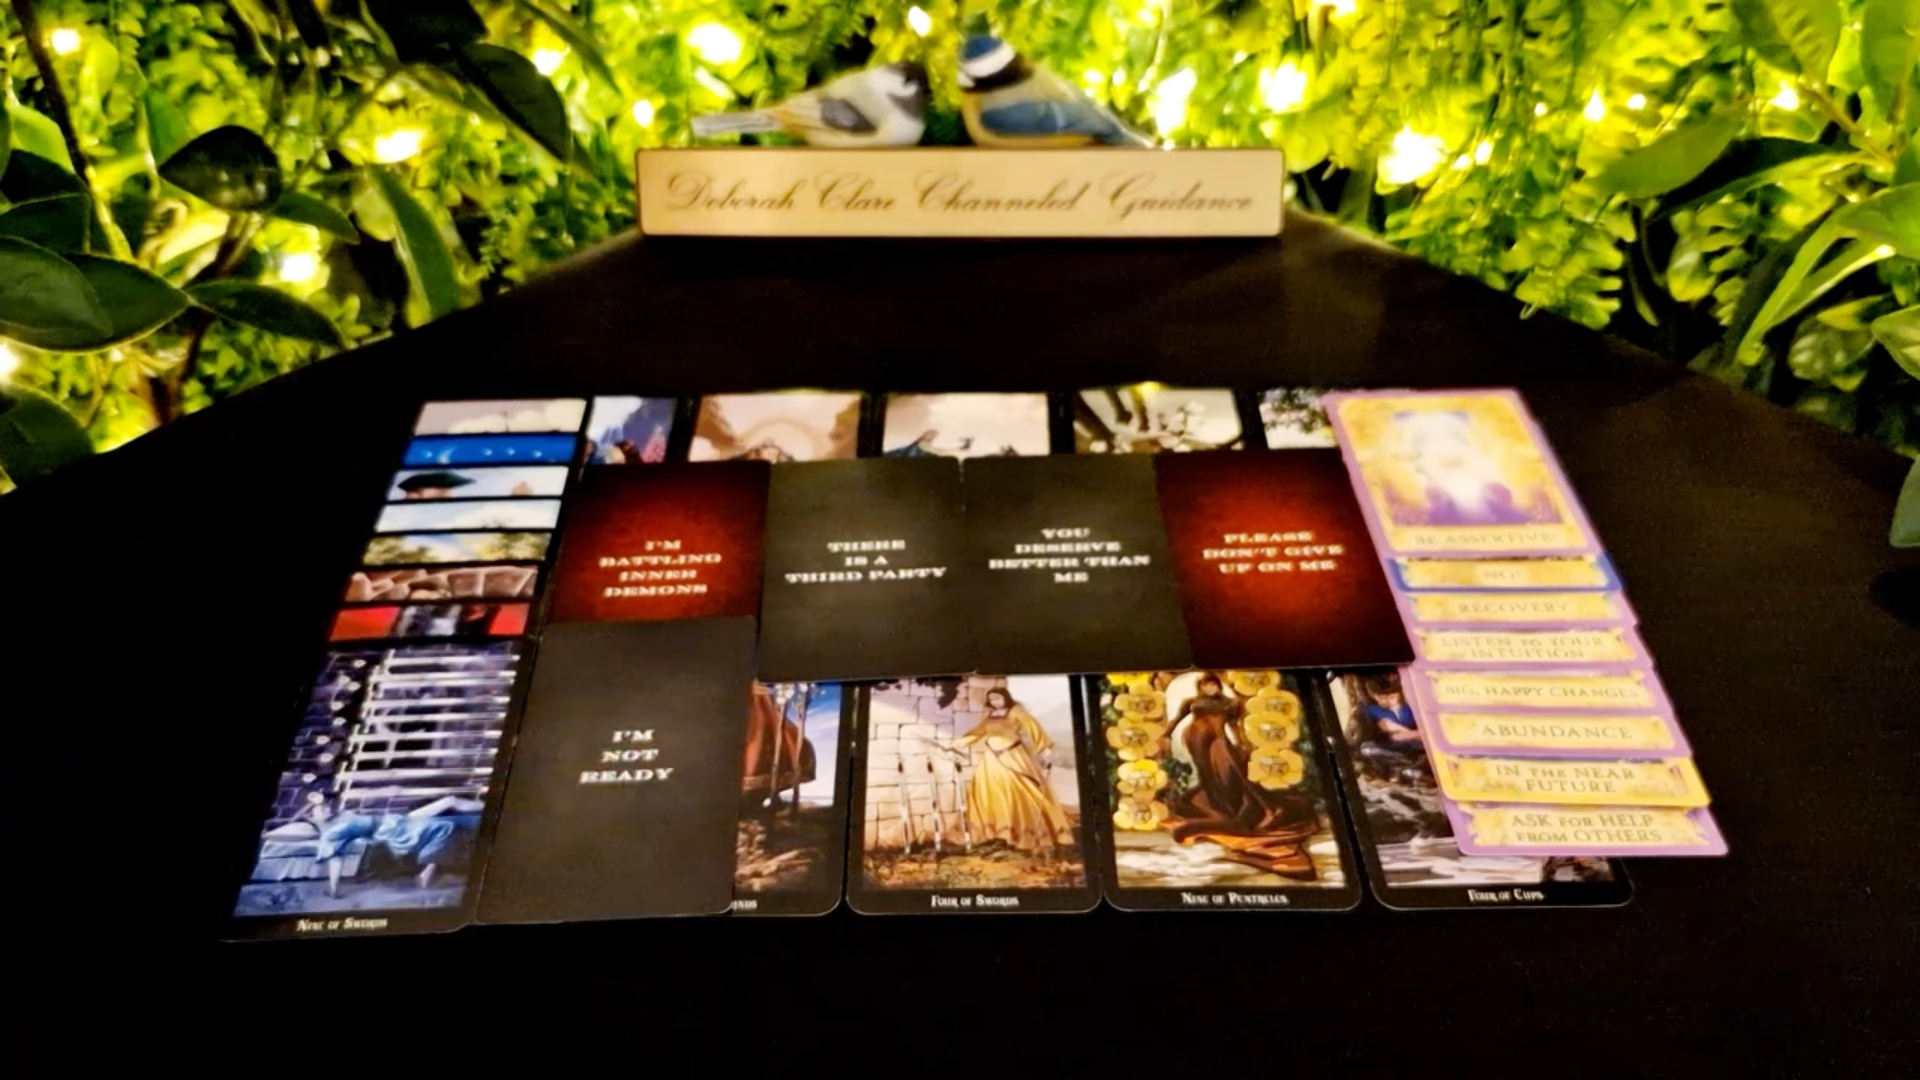 Deborah Clare Channeled Guidance
I'M
BATTLING
INNER
DEMONS
THERE
IS A
THIRD PARTY
YOU
DESERVE
BETTER THAN
ME
PLEASE
DON'T GIVE
UP ON ME
I'M
NOT
READY
BE ASSERTIVE!
NO!
RECOVERY
LISTEN TO YOUR
INTUITION
BIG, HAPPY CHANGES
ABUNDANCE
IN THE NEAR
FUTURE
ASK FOR HELP
FROM OTHERS
NINE OF SWORDS
FOUR OF SWORDS
NINE OF PENTACLES
FOUR OF CUPS